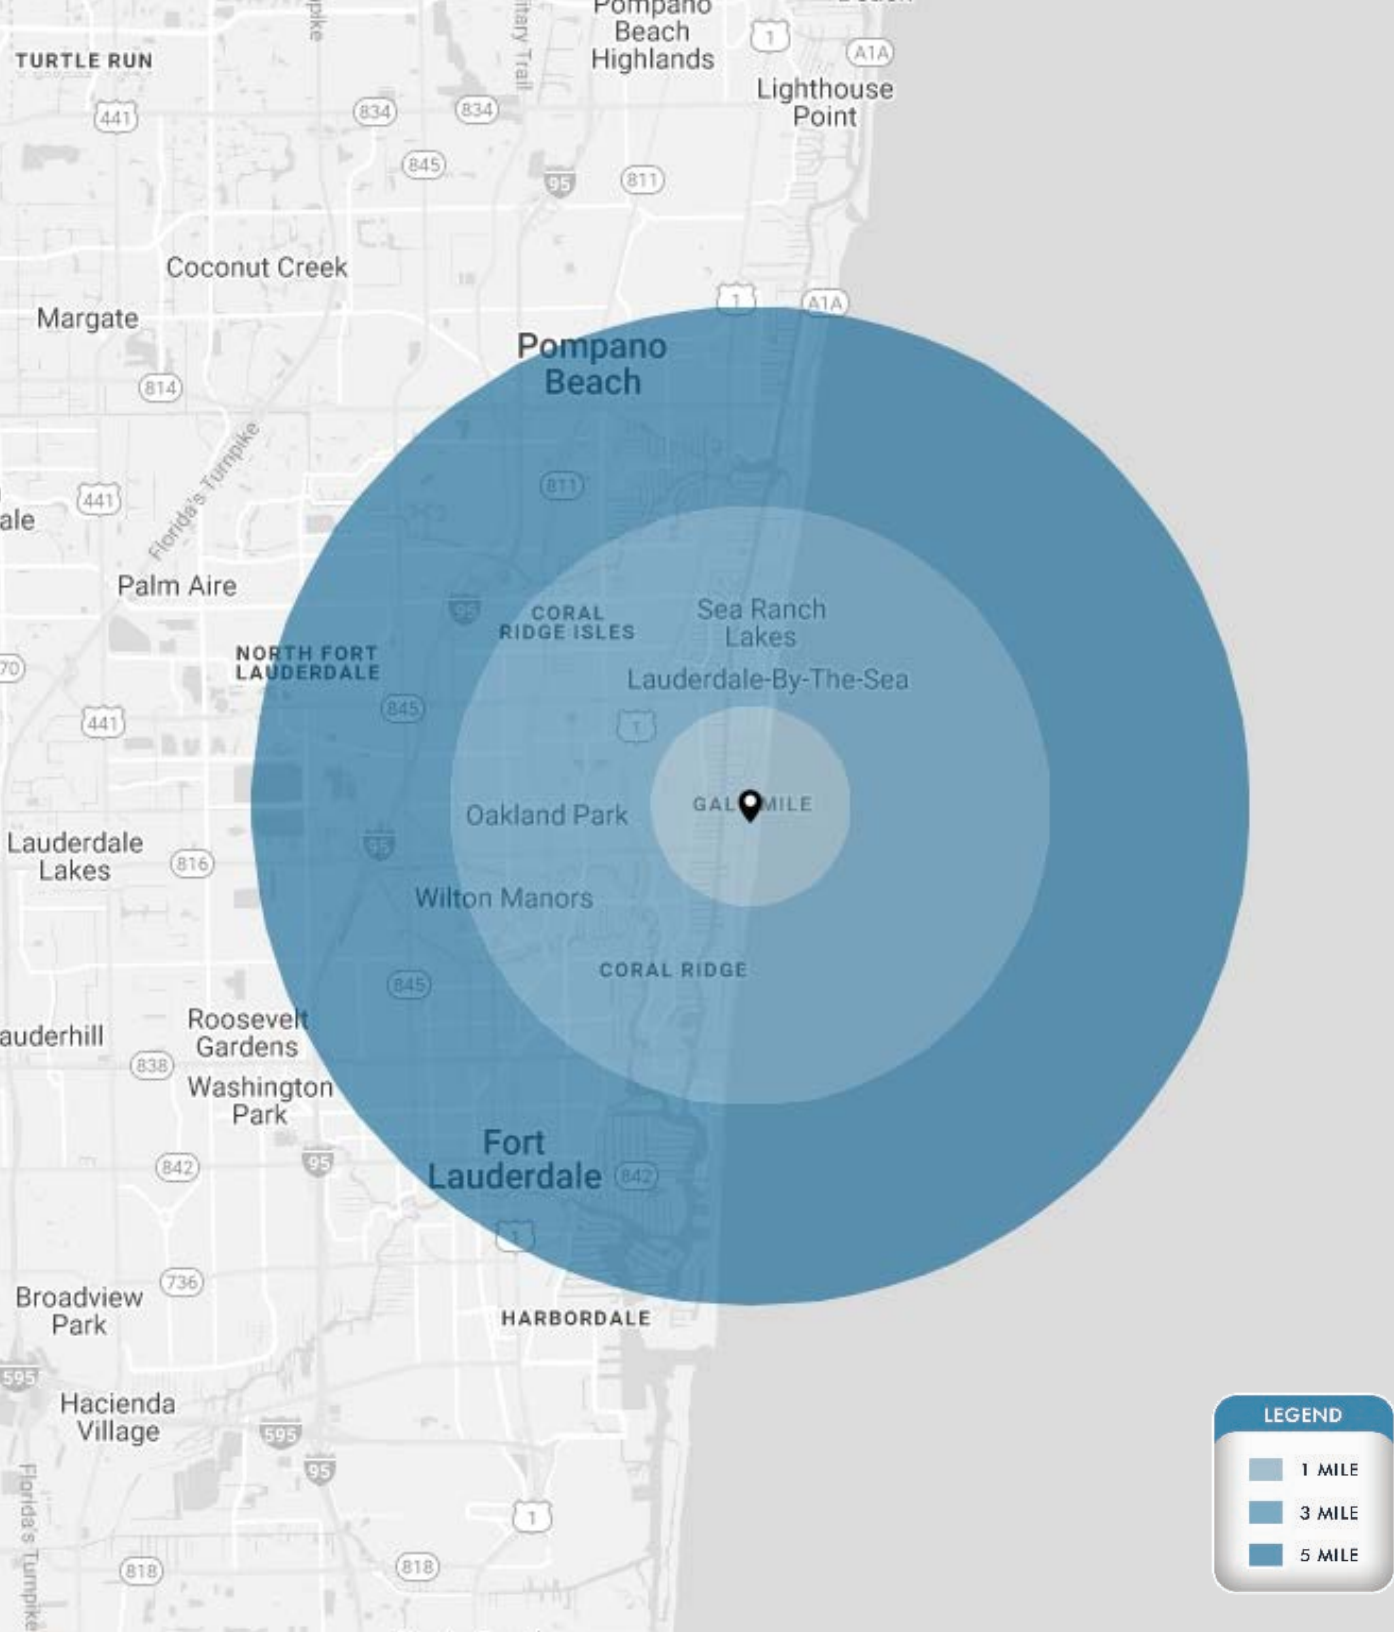 Pompano
Beach
Highlands
1
A1A
TURTLE RUN
Lighthouse
Point
441
834
834
845
95
811
Coconut Creek
Margate
1
A1A
Pompano
Beach
814
Florida's Turnpike
441
811
ale
Palm Aire
95
CORAL
RIDGE ISLES
Sea Ranch
Lakes
NORTH FORT
LAUDERDALE
70
Lauderdale-By-The-Sea
845
441
1
GAL MILE
Oakland Park
Lauderdale
Lakes
816
95
Wilton Manors
CORAL RIDGE
845
Roosevelt
Gardens
auderhill
838
Washington
Park
Fort
Lauderdale
842
842
95
1
736
Broadview
Park
HARBORDALE
595
Hacienda
Village
595
95
1
Florida's Turnpike
818
818
LEGEND
1 MILE
3 MILE
5 MILE